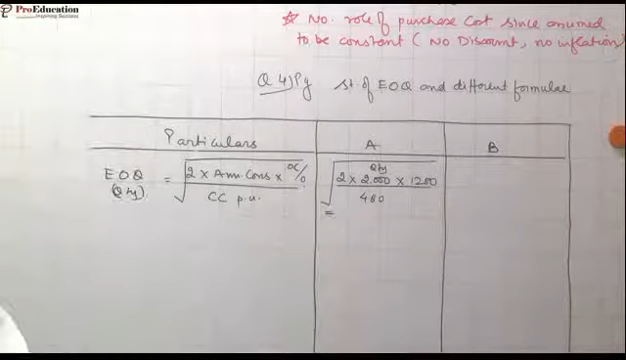 ProEducation
Inspiring Success
☆ No. role of purchase cost since assumed
to be constant ( No Discount, no inflation)
Q 4) Pg St of EOQ and different formulae
Particulars A B
EOQ = √ 2 x Ann. Cons x OC/O Qty 2 x 2,000 x 1200
(Qty) CC p.u. 480
=